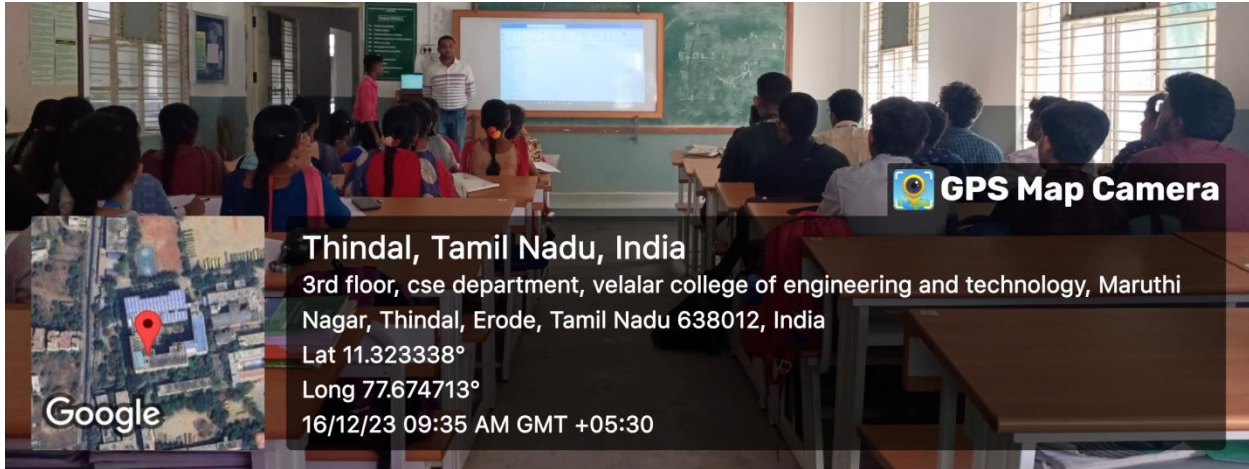 GPS Map Camera
Thindal, Tamil Nadu, India
3rd floor, cse department, velalar college of engineering and technology, Maruthi
Nagar, Thindal, Erode, Tamil Nadu 638012, India
Lat 11.323338°
Long 77.674713°
16/12/23 09:35 AM GMT +05:30
Google